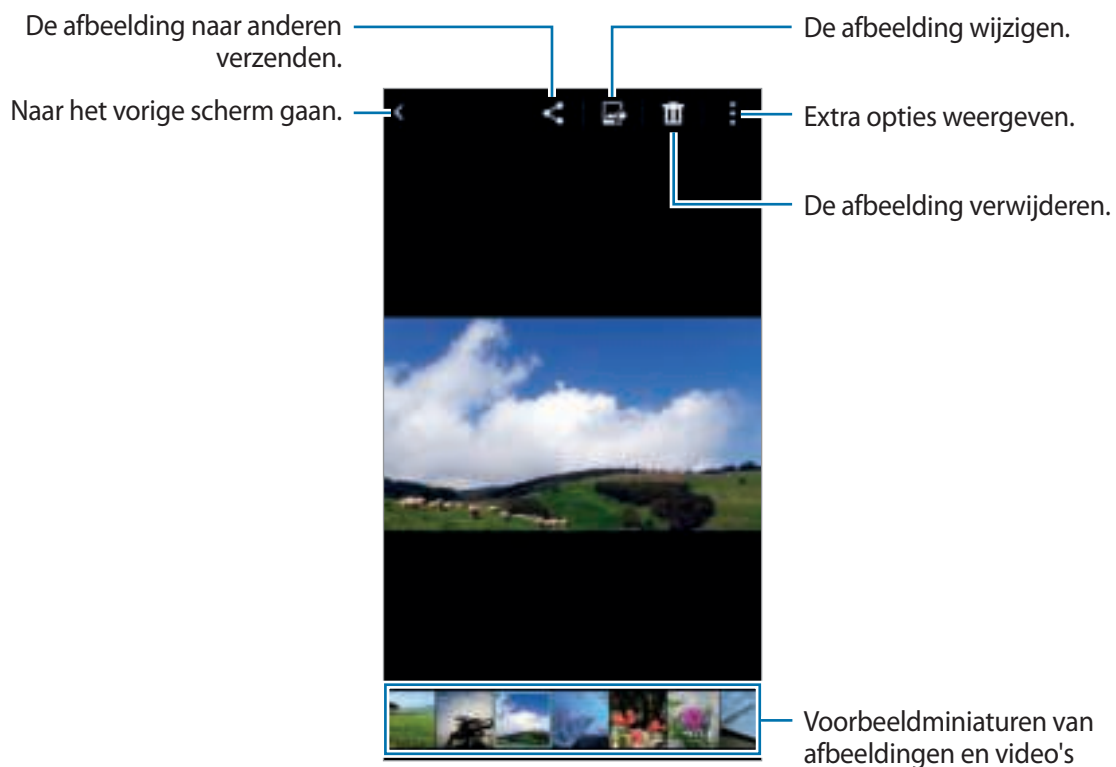 De afbeelding naar anderen
verzenden.
Naar het vorige scherm gaan.
De afbeelding wijzigen.
Extra opties weergeven.
De afbeelding verwijderen.
Voorbeeldminiaturen van
afbeeldingen en video's